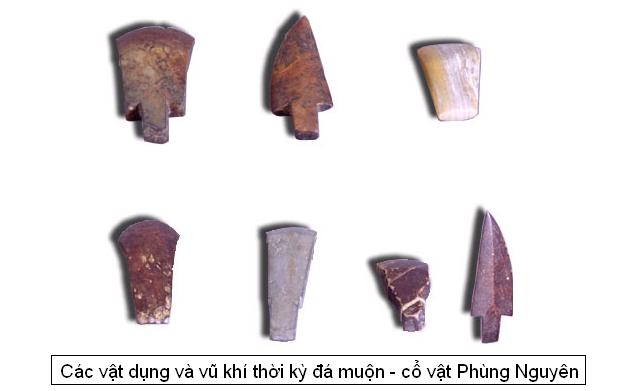 Các vật dụng và vũ khí thời kỳ đá muộn - cổ vật Phùng Nguyên